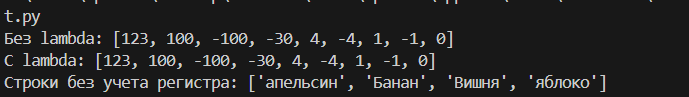 t.py
Без lambda: [123, 100, -100, -30, 4, -4, 1, -1, 0]
С lambda: [123, 100, -100, -30, 4, -4, 1, -1, 0]
Строки без учета регистра: ['апельсин', 'Банан', 'Вишня', 'яблоко']